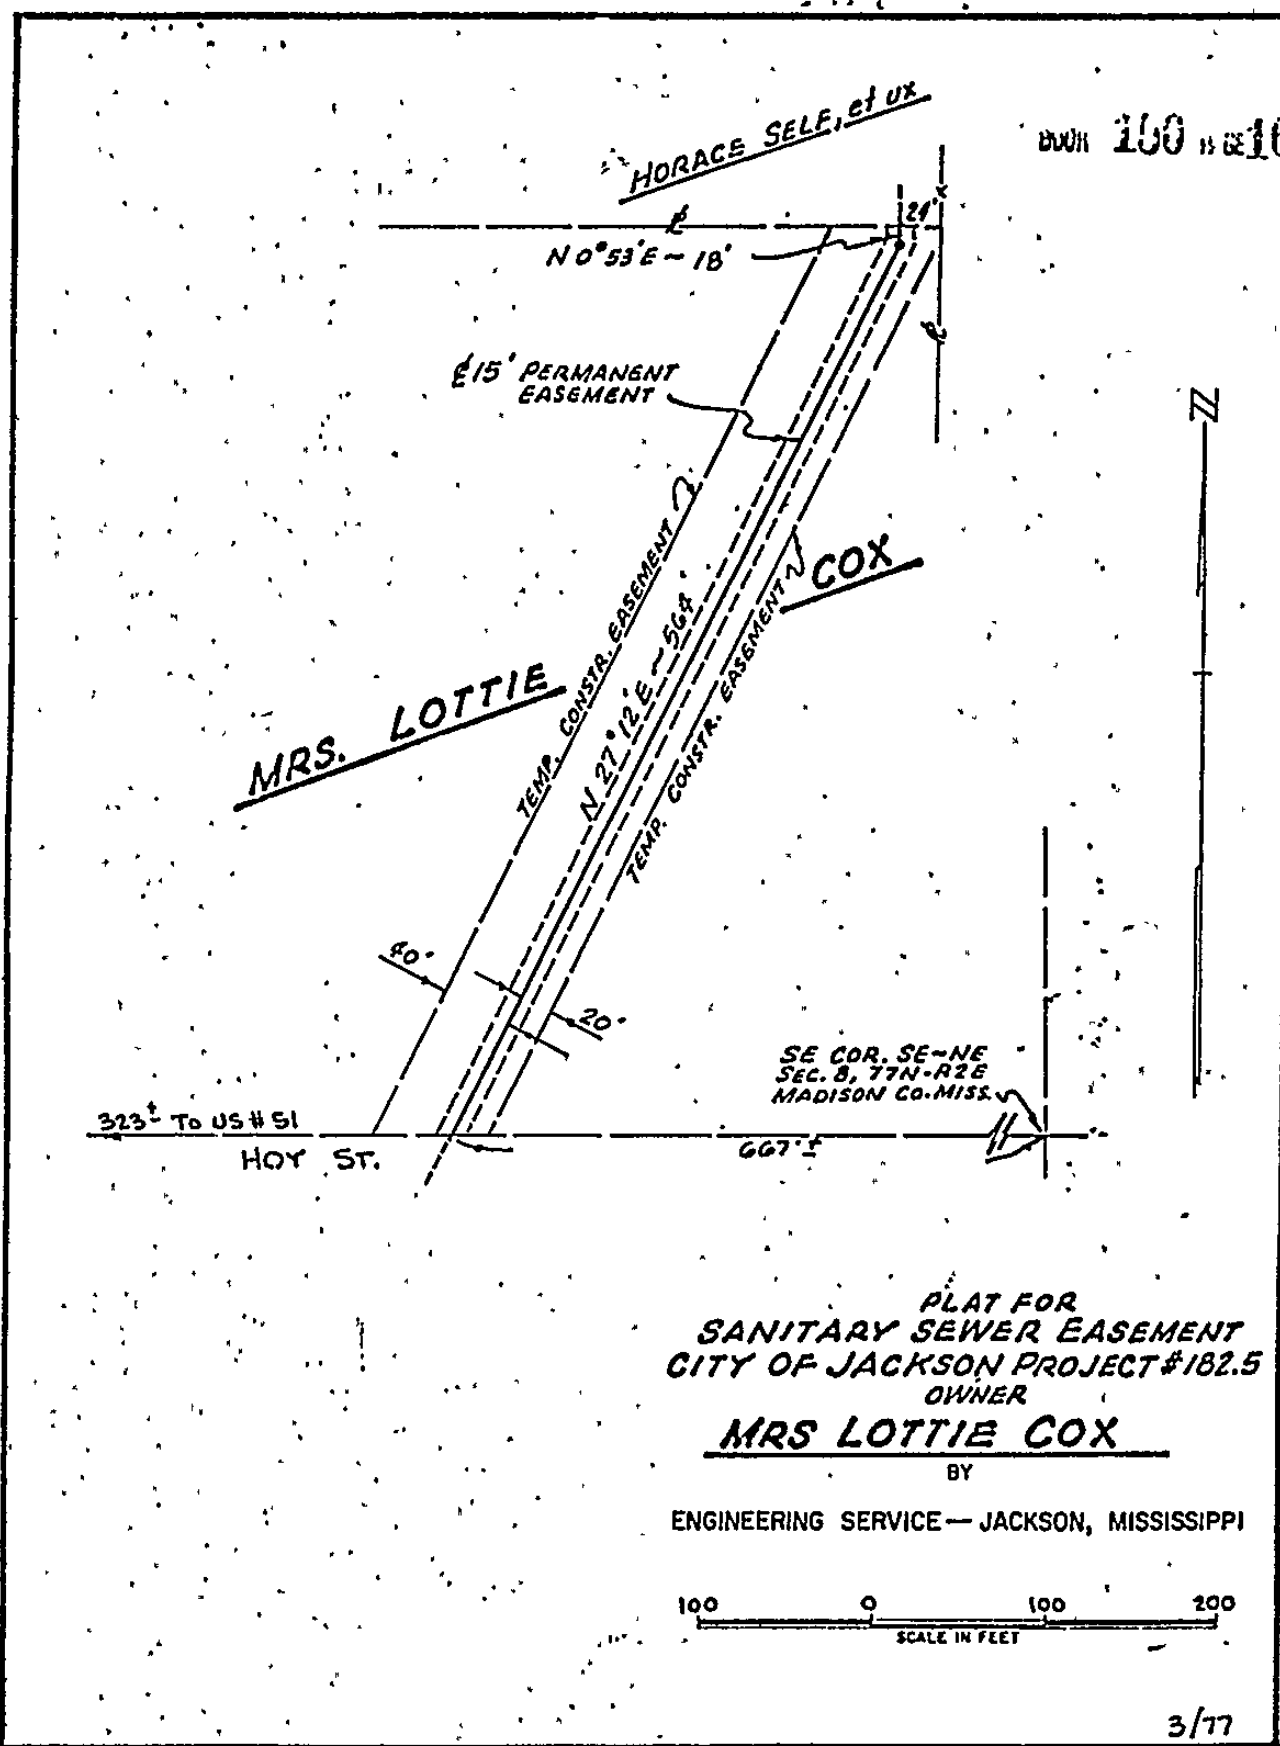 BOOK 150
HORACE SELF, et ux
24'
N 0°53'E ~ 18'
℄ 15' PERMANENT
EASEMENT
TEMP. CONSTR. EASEMENT
N 27°12'E ~ 564'
TEMP. CONSTR. EASEMENT
MRS. LOTTIE COX
N
40'
20'
SE COR. SE~NE
SEC. 8, T7N-R2E
MADISON CO. MISS.
323'± TO US # 51
667'±
HOY ST.
PLAT FOR
SANITARY SEWER EASEMENT
CITY OF JACKSON PROJECT #182.5
OWNER
MRS LOTTIE COX
BY
ENGINEERING SERVICE — JACKSON, MISSISSIPPI
100 0 100 200
SCALE IN FEET
3/77